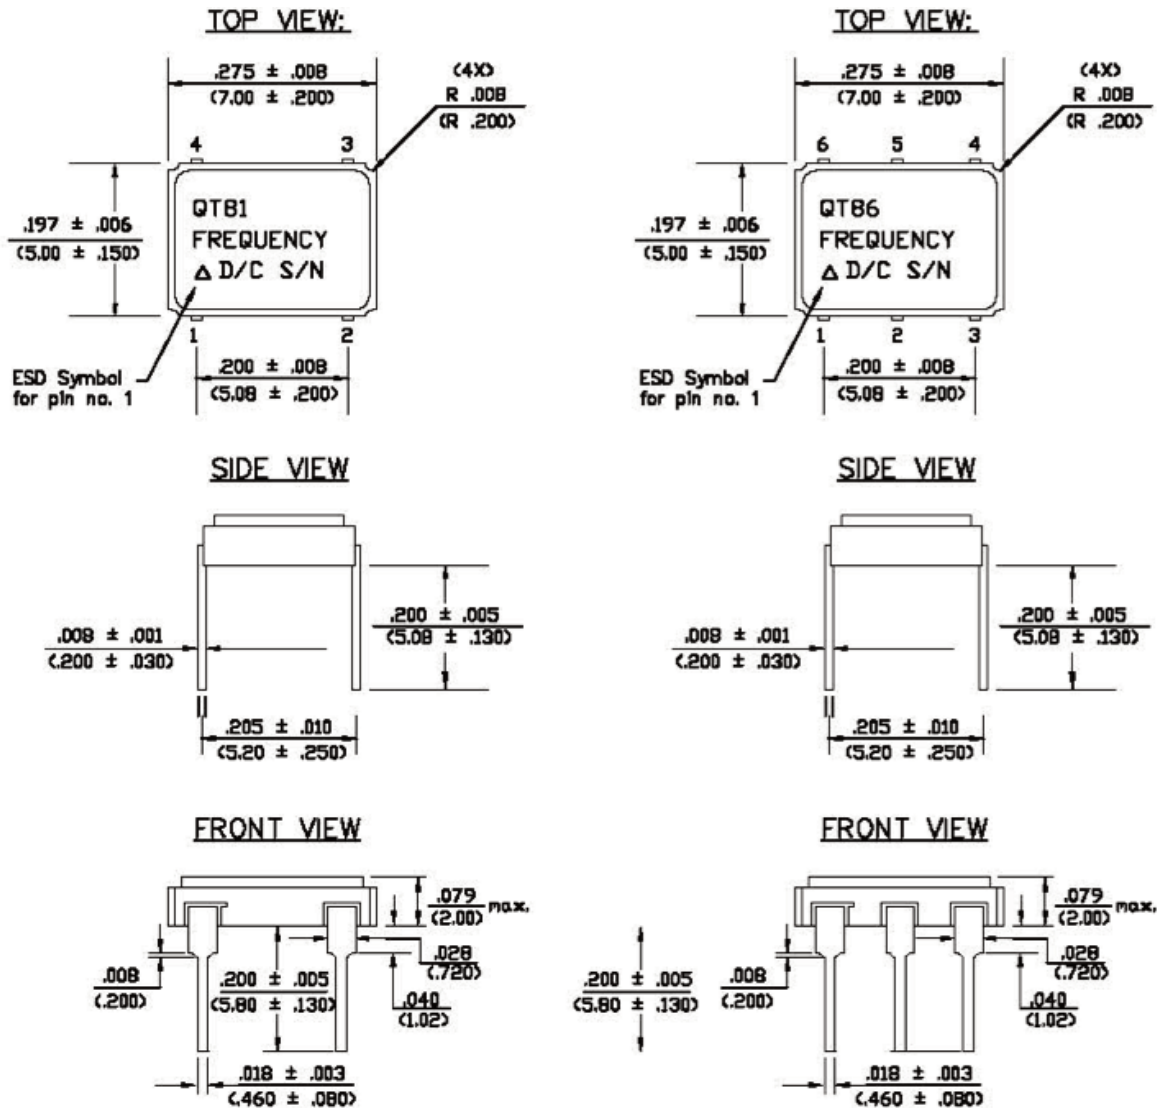 TOP VIEW:
.275 ± .008
(7.00 ± .200)
(4X)
R .008
(R .200)
4
3
.197 ± .006
(5.00 ± .150)
QT81
FREQUENCY
△ D/C S/N
1
2
ESD Symbol
for pin no. 1
.200 ± .008
(5.08 ± .200)
SIDE VIEW
.200 ± .005
(5.08 ± .130)
.008 ± .001
(.200 ± .030)
.205 ± .010
(5.20 ± .250)
FRONT VIEW
.079
(2.00)
max.
.028
(.720)
.008
(.200)
.200 ± .005
(5.80 ± .130)
.040
(1.02)
.018 ± .003
(.460 ± .080)
TOP VIEW:
.275 ± .008
(7.00 ± .200)
(4X)
R .008
(R .200)
6
5
4
.197 ± .006
(5.00 ± .150)
QT86
FREQUENCY
△ D/C S/N
1
2
3
ESD Symbol
for pin no. 1
.200 ± .008
(5.08 ± .200)
SIDE VIEW
.200 ± .005
(5.08 ± .130)
.008 ± .001
(.200 ± .030)
.205 ± .010
(5.20 ± .250)
FRONT VIEW
.079
(2.00)
max.
.028
(.720)
.008
(.200)
.200 ± .005
(5.80 ± .130)
.040
(1.02)
.018 ± .003
(.460 ± .080)